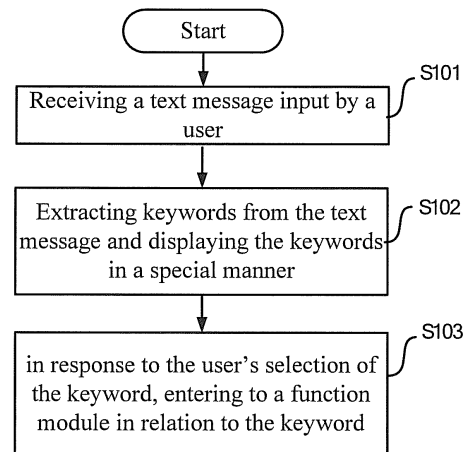 Start
S101
Receiving a text message input by a
user
S102
Extracting keywords from the text
message and displaying the keywords
in a special manner
S103
in response to the user's selection of
the keyword, entering to a function
module in relation to the keyword